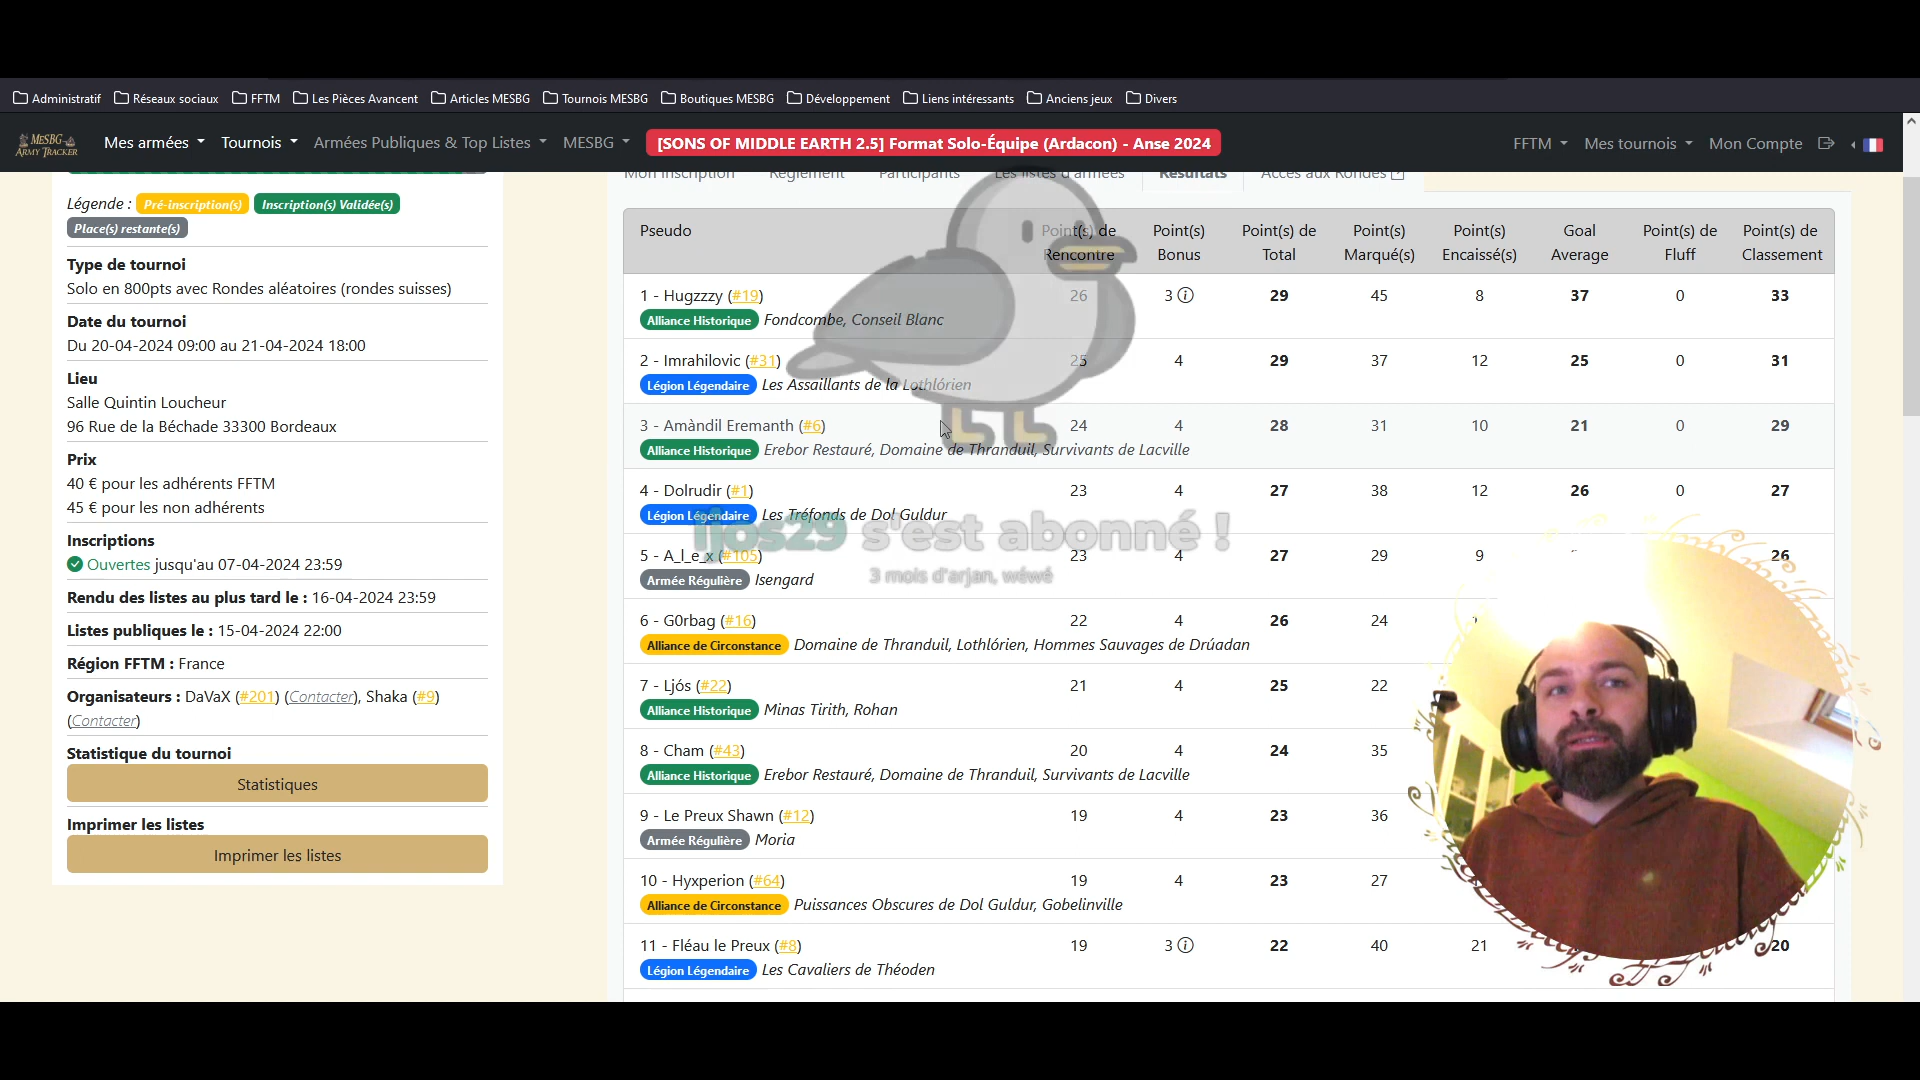 Administratif Réseaux sociaux FFTM Les Pièces Avancent Articles MESBG Tournois MESBG Boutiques MESBG Développement Liens intéressants Anciens jeux Divers
MESBG ARMY TRACKER Mes armées Tournois Armées Publiques & Top Listes MESBG [SONS OF MIDDLE EARTH 2.5] Format Solo-Équipe (Ardacon) - Anse 2024 FFTM Mes tournois Mon Compte
Mon inscription Règlement Participants Les listes d'armées Résultats Accès aux Rondes
Légende : Pré-inscription(s) Inscription(s) Validée(s)
Place(s) restante(s)
Type de tournoi
Solo en 800pts avec Rondes aléatoires (rondes suisses)
Date du tournoi
Du 20-04-2024 09:00 au 21-04-2024 18:00
Lieu
Salle Quintin Loucheur
96 Rue de la Béchade 33300 Bordeaux
Prix
40 € pour les adhérents FFTM
45 € pour les non adhérents
Inscriptions
Ouvertes jusqu'au 07-04-2024 23:59
Rendu des listes au plus tard le : 16-04-2024 23:59
Listes publiques le : 15-04-2024 22:00
Région FFTM : France
Organisateurs : DaVaX (#201) (Contacter), Shaka (#9)
(Contacter)
Statistique du tournoi
Statistiques
Imprimer les listes
Imprimer les listes
Pseudo Point(s) de Rencontre Point(s) Bonus Point(s) de Total Point(s) Marqué(s) Point(s) Encaissé(s) Goal Average Point(s) de Fluff Point(s) de Classement
1 - Hugzzzy (#19) 26 3 29 45 8 37 0 33
Alliance Historique Fondcombe, Conseil Blanc
2 - Imrahilovic (#31) 25 4 29 37 12 25 0 31
Légion Légendaire Les Assaillants de la Lothlórien
3 - Amàndil Eremanth (#6) 24 4 28 31 10 21 0 29
Alliance Historique Erebor Restauré, Domaine de Thranduil, Survivants de Lacville
4 - Dolrudir (#1) 23 4 27 38 12 26 0 27
Légion Légendaire Les Tréfonds de Dol Guldur
ljos29 s'est abonné !
3 mois d'arjan, wéwé
5 - A_l_e_x (#105) 23 4 27 29 9 26
Armée Régulière Isengard
6 - G0rbag (#16) 22 4 26 24
Alliance de Circonstance Domaine de Thranduil, Lothlórien, Hommes Sauvages de Drúadan
7 - Ljós (#22) 21 4 25 22
Alliance Historique Minas Tirith, Rohan
8 - Cham (#43) 20 4 24 35
Alliance Historique Erebor Restauré, Domaine de Thranduil, Survivants de Lacville
9 - Le Preux Shawn (#12) 19 4 23 36
Armée Régulière Moria
10 - Hyxperion (#64) 19 4 23 27
Alliance de Circonstance Puissances Obscures de Dol Guldur, Gobelinville
11 - Fléau le Preux (#8) 19 3 22 40 21 20
Légion Légendaire Les Cavaliers de Théoden